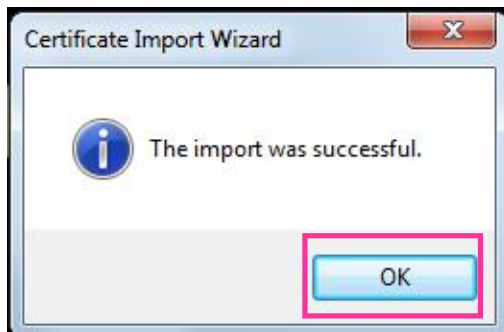 Certificate Import Wizard
The import was successful.
OK